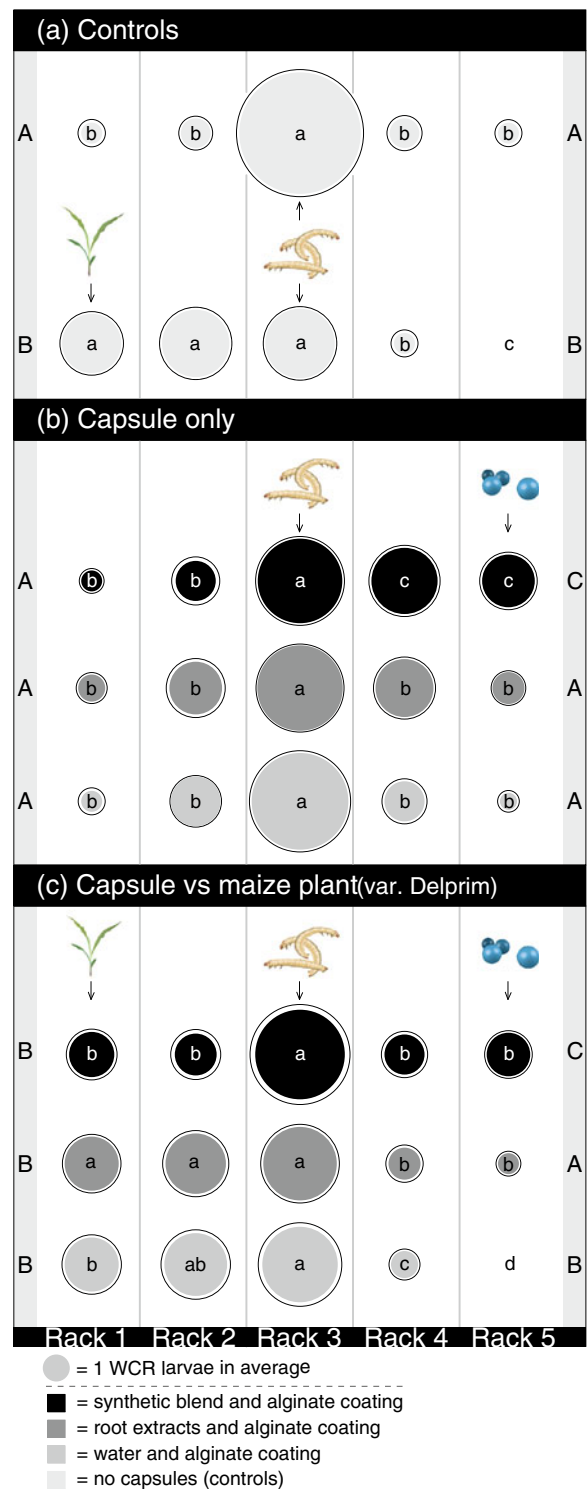 (a) Controls
A b b a b b A
B a a a b c B
(b) Capsule only
A b b a c c C
A b b a b b A
A b b a b b A
(c) Capsule vs maize plant(var. Delprim)
B b b a b b C
B a a a b b A
B b ab a c d B
Rack 1 Rack 2 Rack 3 Rack 4 Rack 5
= 1 WCR larvae in average
= synthetic blend and alginate coating
= root extracts and alginate coating
= water and alginate coating
= no capsules (controls)